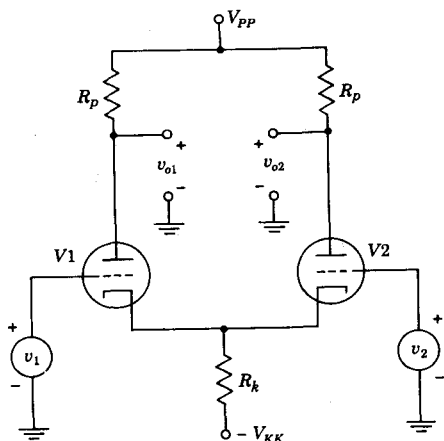 V_PP
R_p
R_p
+
v_o1
-
+
v_o2
-
V1
V2
+
v_1
-
+
v_2
-
R_k
- V_KK